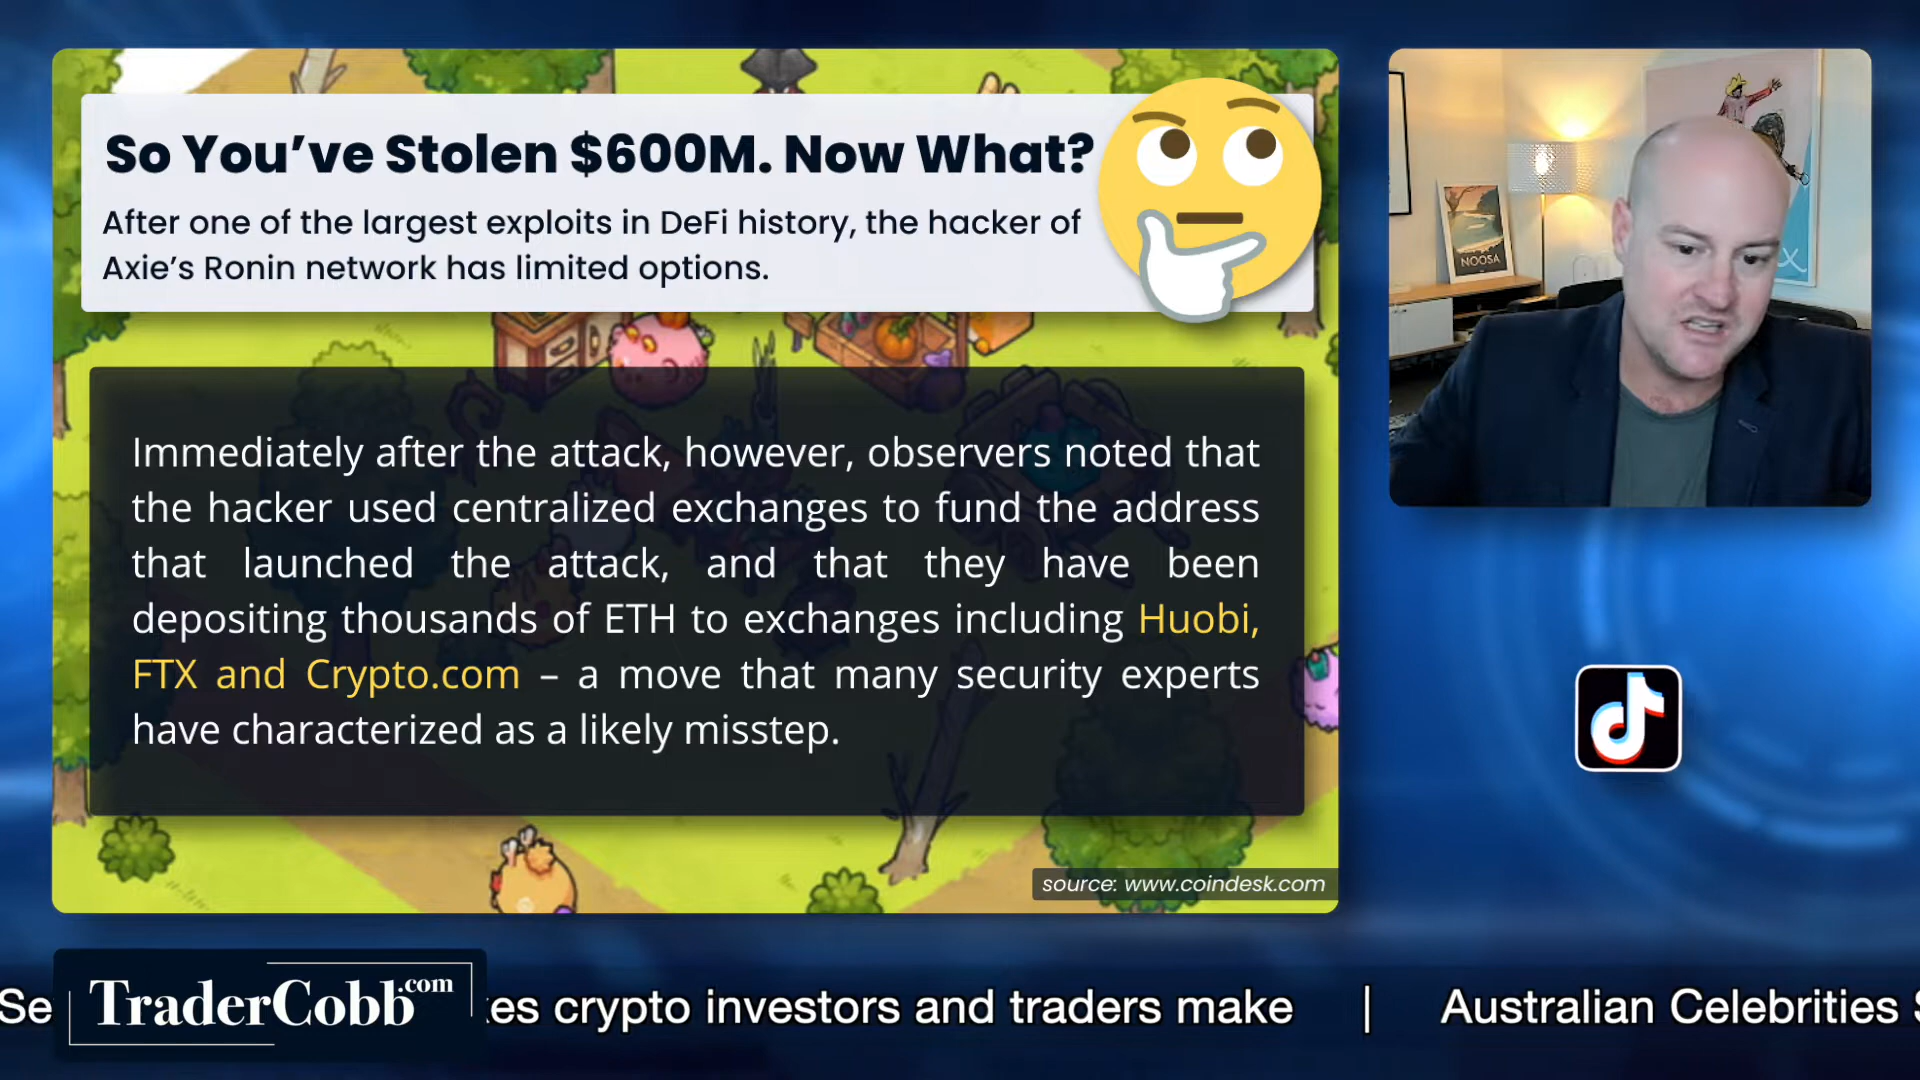 So You’ve Stolen $600M. Now What?
After one of the largest exploits in DeFi history, the hacker of
Axie’s Ronin network has limited options.
NOOSA
Immediately after the attack, however, observers noted that
the hacker used centralized exchanges to fund the address
that launched the attack, and that they have been
depositing thousands of ETH to exchanges including Huobi,
FTX and Crypto.com – a move that many security experts
have characterized as a likely misstep.
source: www.coindesk.com
TraderCobb.com
crypto investors and traders make | Australian Celebrities